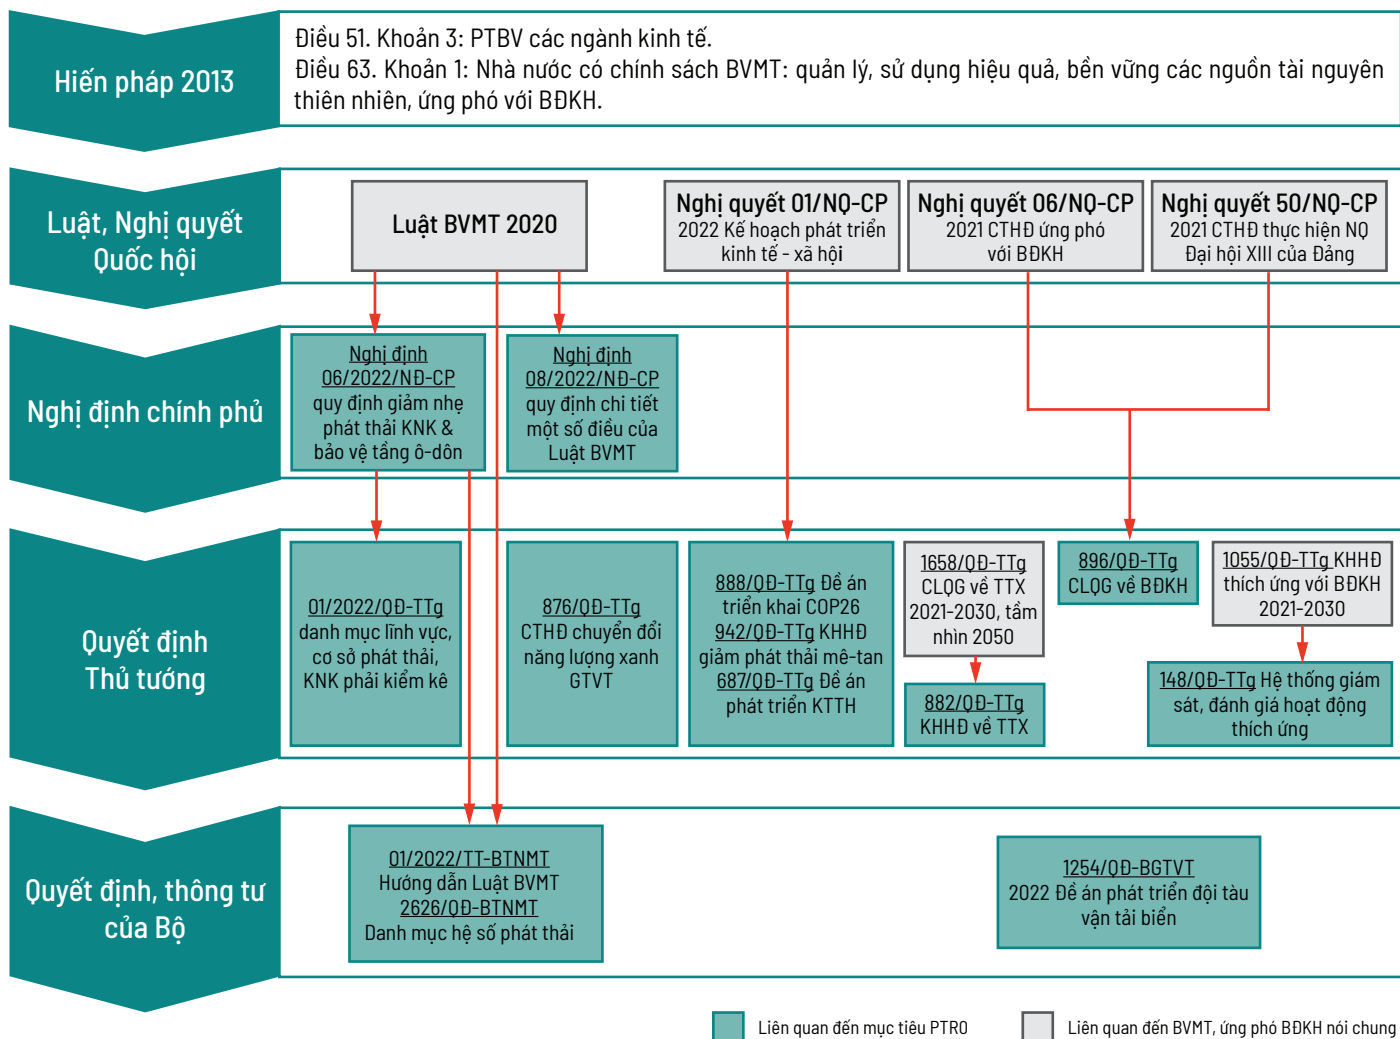 Hiến pháp 2013
Điều 51. Khoản 3: PTBV các ngành kinh tế.
Điều 63. Khoản 1: Nhà nước có chính sách BVMT: quản lý, sử dụng hiệu quả, bền vững các nguồn tài nguyên
thiên nhiên, ứng phó với BĐKH.
Luật, Nghị quyết
Quốc hội
Luật BVMT 2020
Nghị quyết 01/NQ-CP
2022 Kế hoạch phát triển
kinh tế - xã hội
Nghị quyết 06/NQ-CP
2021 CTHĐ ứng phó
với BĐKH
Nghị quyết 50/NQ-CP
2021 CTHĐ thực hiện NQ
Đại hội XIII của Đảng
Nghị định chính phủ
Nghị định
06/2022/NĐ-CP
quy định giảm nhẹ
phát thải KNK &
bảo vệ tầng ô-dôn
Nghị định
08/2022/NĐ-CP
quy định chi tiết
một số điều của
Luật BVMT
Quyết định
Thủ tướng
01/2022/QĐ-TTg
danh mục lĩnh vực,
cơ sở phát thải,
KNK phải kiểm kê
876/QĐ-TTg
CTHĐ chuyển đổi
năng lượng xanh
GTVT
888/QĐ-TTg Đề án
triển khai COP26
942/QĐ-TTg KHHĐ
giảm phát thải mê-tan
687/QĐ-TTg Đề án
phát triển KTTH
1658/QĐ-TTg
CLQG về TTX
2021-2030, tầm
nhìn 2050
882/QĐ-TTg
KHHĐ về TTX
896/QĐ-TTg
CLQG về BĐKH
1055/QĐ-TTg KHHĐ
thích ứng với BĐKH
2021-2030
148/QĐ-TTg Hệ thống giám
sát, đánh giá hoạt động
thích ứng
Quyết định, thông tư
của Bộ
01/2022/TT-BTNMT
Hướng dẫn Luật BVMT
2626/QĐ-BTNMT
Danh mục hệ số phát thải
1254/QĐ-BGTVT
2022 Đề án phát triển đội tàu
vận tải biển
Liên quan đến mục tiêu PTR0
Liên quan đến BVMT, ứng phó BĐKH nói chung